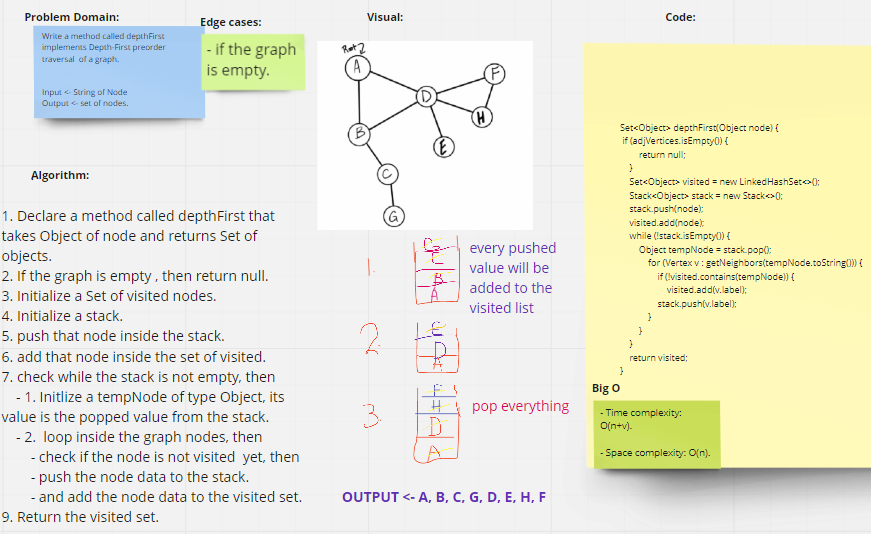 Problem Domain:
Write a method called depthFirst
implements Depth-First preorder
traversal of a graph.
Input <- String of Node
Output <- set of nodes.
Edge cases:
- if the graph
is empty.
Algorithm:
1. Declare a method called depthFirst that
takes Object of node and returns Set of
objects.
2. If the graph is empty , then return null.
3. Initialize a Set of visited nodes.
4. Initialize a stack.
5. push that node inside the stack.
6. add that node inside the set of visited.
7. check while the stack is not empty, then
- 1. Initlize a tempNode of type Object, its
value is the popped value from the stack.
- 2. loop inside the graph nodes, then
- check if the node is not visited yet, then
- push the node data to the stack.
- and add the node data to the visited set.
9. Return the visited set.
Visual:
A
F
D
H
B
E
C
G
1.
G
C
B
A
every pushed
value will be
added to the
visited list
2.
E
D
A
3.
F
H
D
A
pop everything
OUTPUT <- A, B, C, G, D, E, H, F
Code:
Set<Object> depthFirst(Object node) {
if (adjVertices.isEmpty()) {
return null;
}
Set<Object> visited = new LinkedHashSet<>();
Stack<Object> stack = new Stack<>();
stack.push(node);
visited.add(node);
while (!stack.isEmpty()) {
Object tempNode = stack.pop();
for (Vertex v : getNeighbors(tempNode.toString())) {
if (!visited.contains(tempNode)) {
visited.add(v.label);
stack.push(v.label);
}
}
}
return visited;
}
Big O
- Time complexity:
O(n+v).
- Space complexity: O(n).